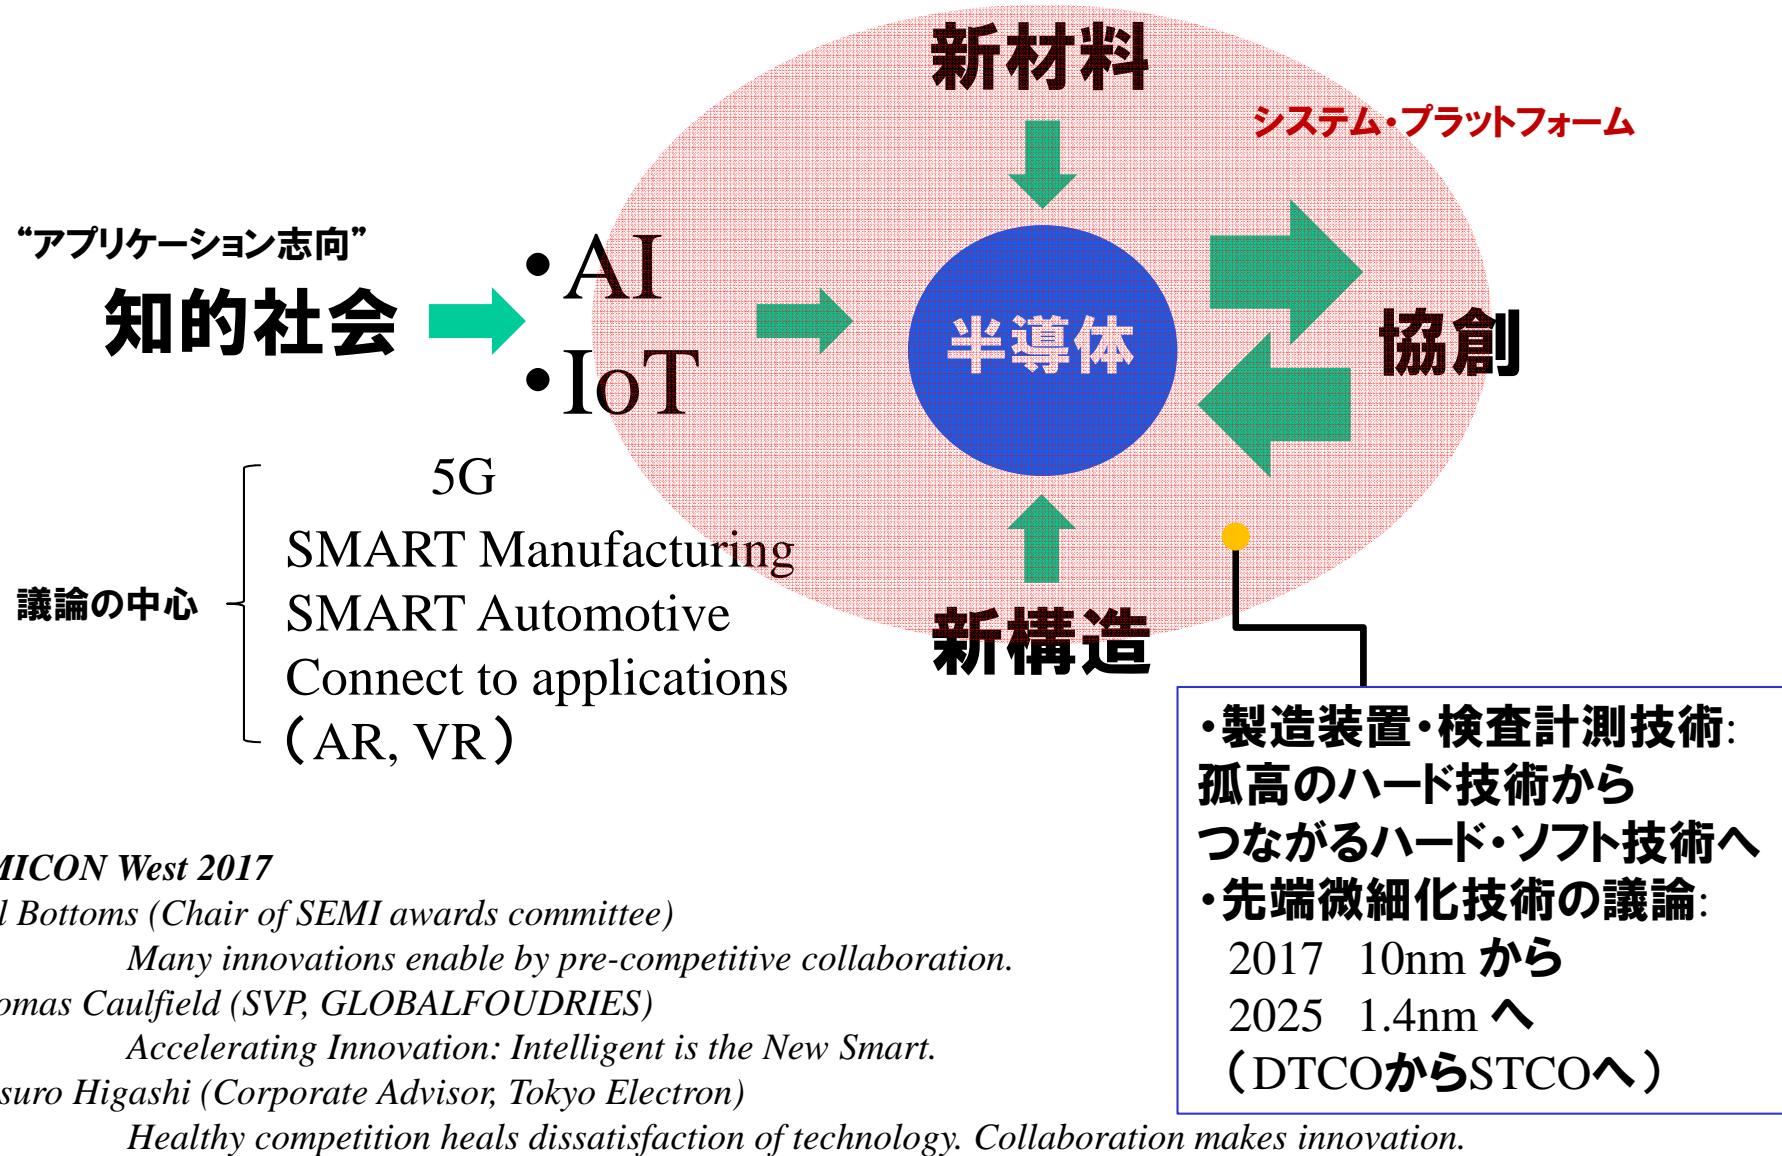 新材料
システム・プラットフォーム
“アプリケーション志向”
知的社会
•AI
•IoT
半導体
協創
5G
SMART Manufacturing
SMART Automotive
Connect to applications
（AR, VR）
議論の中心
新構造
・製造装置・検査計測技術:
孤高のハード技術から
つながるハード・ソフト技術へ
・先端微細化技術の議論:
2017 10nm から
2025 1.4nm へ
（DTCOからSTCOへ）
MICON West 2017
l Bottoms (Chair of SEMI awards committee)
Many innovations enable by pre-competitive collaboration.
omas Caulfield (SVP, GLOBALFOUDRIES)
Accelerating Innovation: Intelligent is the New Smart.
suro Higashi (Corporate Advisor, Tokyo Electron)
Healthy competition heals dissatisfaction of technology. Collaboration makes innovation.